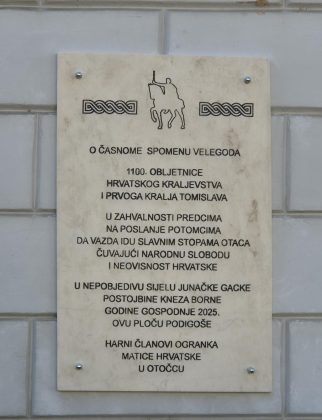 O ČASNOME SPOMENU VELEGODA
1100. OBLJETNICE
HRVATSKOG KRALJEVSTVA
I PRVOGA KRALJA TOMISLAVA
U ZAHVALNOSTI PREDCIMA
NA POSLANJE POTOMCIMA
DA VAZDA IDU SLAVNIM STOPAMA OTACA
ČUVAJUĆI NARODNU SLOBODU
I NEOVISNOST HRVATSKE
U NEPOBJEDIVU SIJELU JUNAČKE GACKE
POSTOJBINE KNEZA BORNE
GODINE GOSPODNJE 2025.
OVU PLOČU PODIGOŠE
HARNI ČLANOVI OGRANKA
MATICE HRVATSKE
U OTOČCU